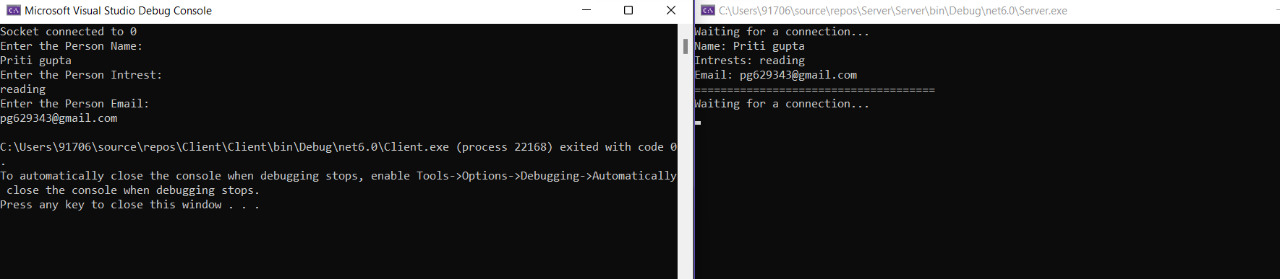 Microsoft Visual Studio Debug Console
Socket connected to 0
Enter the Person Name:
Priti gupta
Enter the Person Intrest:
reading
Enter the Person Email:
pg629343@gmail.com
C:\Users\91706\source\repos\Client\Client\bin\Debug\net6.0\Client.exe (process 22168) exited with code 0
.
To automatically close the console when debugging stops, enable Tools->Options->Debugging->Automatically
close the console when debugging stops.
Press any key to close this window . . .
C:\Users\91706\source\repos\Server\Server\bin\Debug\net6.0\Server.exe
Waiting for a connection...
Name: Priti gupta
Intrests: reading
Email: pg629343@gmail.com
=====================================
Waiting for a connection...